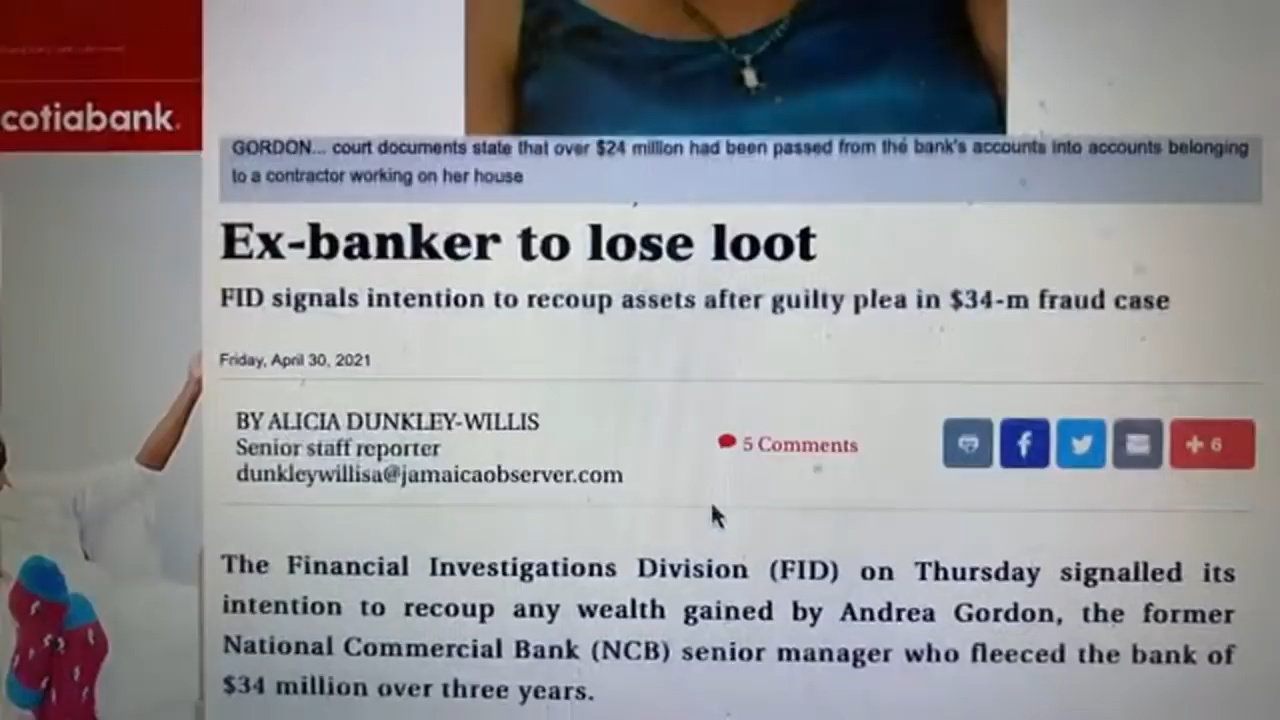 cotiabank.
GORDON... court documents state that over $24 million had been passed from the bank's accounts into accounts belonging
to a contractor working on her house
Ex-banker to lose loot
FID signals intention to recoup assets after guilty plea in $34-m fraud case
Friday, April 30, 2021
BY ALICIA DUNKLEY-WILLIS
Senior staff reporter
dunkleywillisa@jamaicaobserver.com
5 Comments
+ 6
The Financial Investigations Division (FID) on Thursday signalled its
intention to recoup any wealth gained by Andrea Gordon, the former
National Commercial Bank (NCB) senior manager who fleeced the bank of
$34 million over three years.